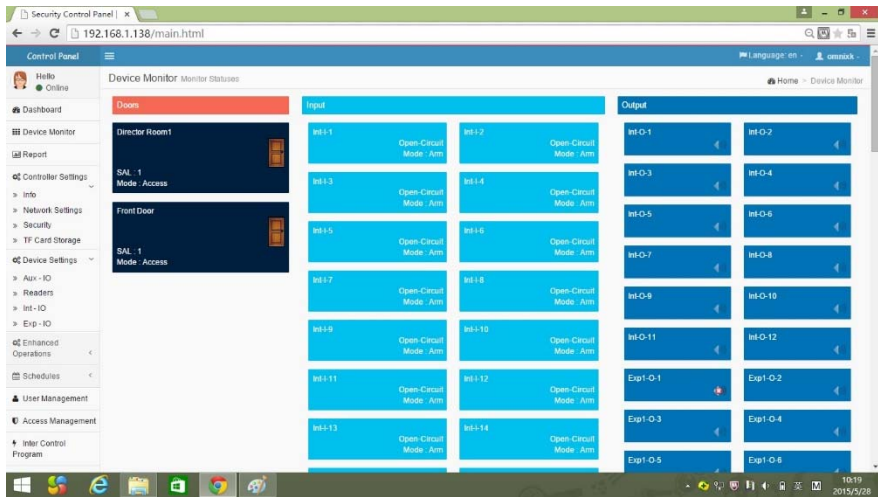 Security Control Panel |
192.168.1.138/main.html
Control Panel
Language: en
omnixk
Hello
Online
Device Monitor Monitor Statuses
Home > Device Monitor
Dashboard
Device Monitor
Report
Controller Settings
» Info
» Network Settings
» Security
» TF Card Storage
Device Settings
» Aux - IO
» Readers
» Int - IO
» Exp - IO
Enhanced
Operations
Schedules
User Management
Access Management
Inter Control
Program
Doors
Director Room1
SAL : 1
Mode : Access
Front Door
SAL : 1
Mode : Access
Input
Int-I-1
Open-Circuit
Mode : Arm
Int-I-2
Open-Circuit
Mode : Arm
Int-I-3
Open-Circuit
Mode : Arm
Int-I-4
Open-Circuit
Mode : Arm
Int-I-5
Open-Circuit
Mode : Arm
Int-I-6
Open-Circuit
Mode : Arm
Int-I-7
Open-Circuit
Mode : Arm
Int-I-8
Open-Circuit
Mode : Arm
Int-I-9
Open-Circuit
Mode : Arm
Int-I-10
Open-Circuit
Mode : Arm
Int-I-11
Open-Circuit
Mode : Arm
Int-I-12
Open-Circuit
Mode : Arm
Int-I-13
Open-Circuit
Mode : Arm
Int-I-14
Open-Circuit
Mode : Arm
Output
Int-O-1
Int-O-2
Int-O-3
Int-O-4
Int-O-5
Int-O-6
Int-O-7
Int-O-8
Int-O-9
Int-O-10
Int-O-11
Int-O-12
Exp1-O-1
Exp1-O-2
Exp1-O-3
Exp1-O-4
Exp1-O-5
Exp1-O-6
英
M
10:19
2015/5/28